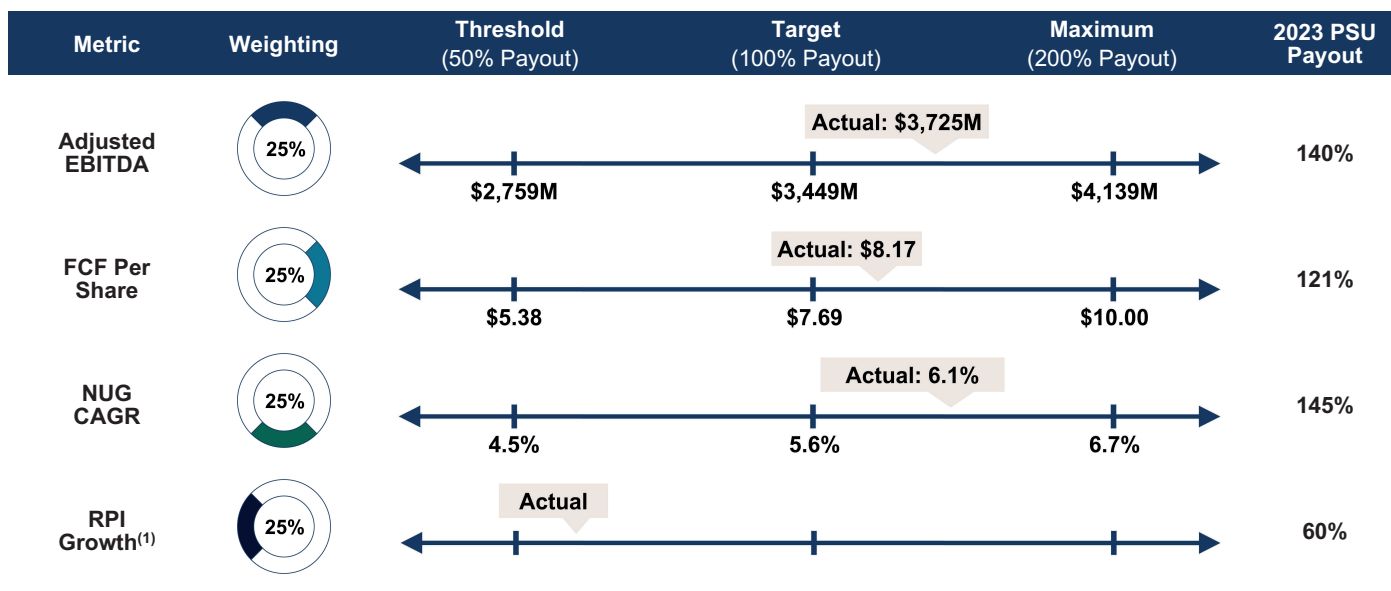 Metric
Weighting
Threshold
(50% Payout)
Target
(100% Payout)
Maximum
(200% Payout)
2023 PSU
Payout
Adjusted
EBITDA
25%
Actual: $3,725M
$2,759M
$3,449M
$4,139M
140%
FCF Per
Share
25%
Actual: $8.17
$5.38
$7.69
$10.00
121%
NUG
CAGR
25%
Actual: 6.1%
4.5%
5.6%
6.7%
145%
RPI
Growth(1)
25%
Actual
60%